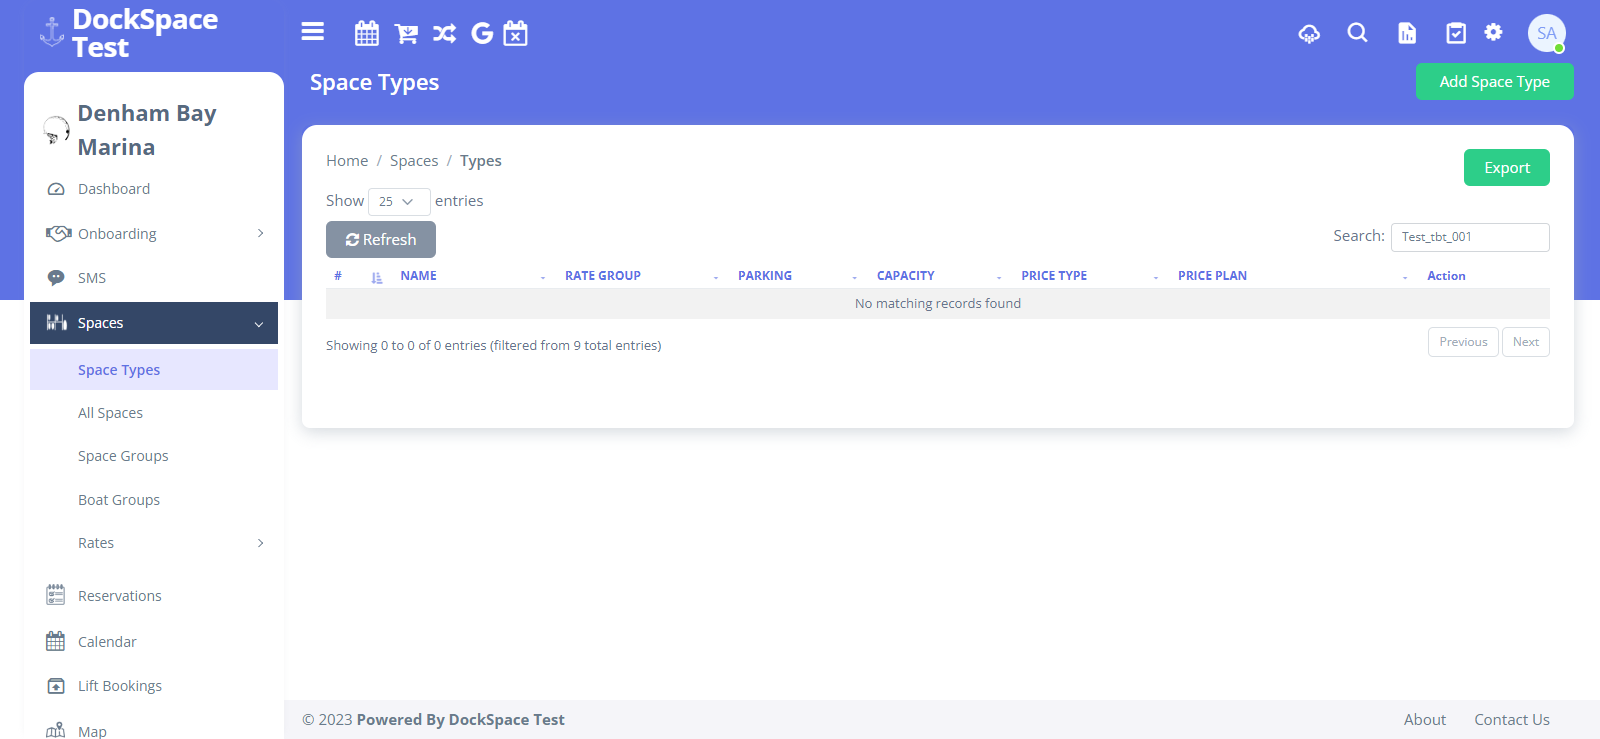 DockSpace
Test
SA
Space Types
Add Space Type
Denham Bay
Marina
Dashboard
Onboarding
SMS
Spaces
Space Types
All Spaces
Space Groups
Boat Groups
Rates
Reservations
Calendar
Lift Bookings
Map
Home / Spaces / Types
Export
Show 25 entries
Refresh
Search: Test_tbt_001
# NAME RATE GROUP PARKING CAPACITY PRICE TYPE PRICE PLAN Action
No matching records found
Showing 0 to 0 of 0 entries (filtered from 9 total entries)
Previous Next
© 2023 Powered By DockSpace Test
About Contact Us